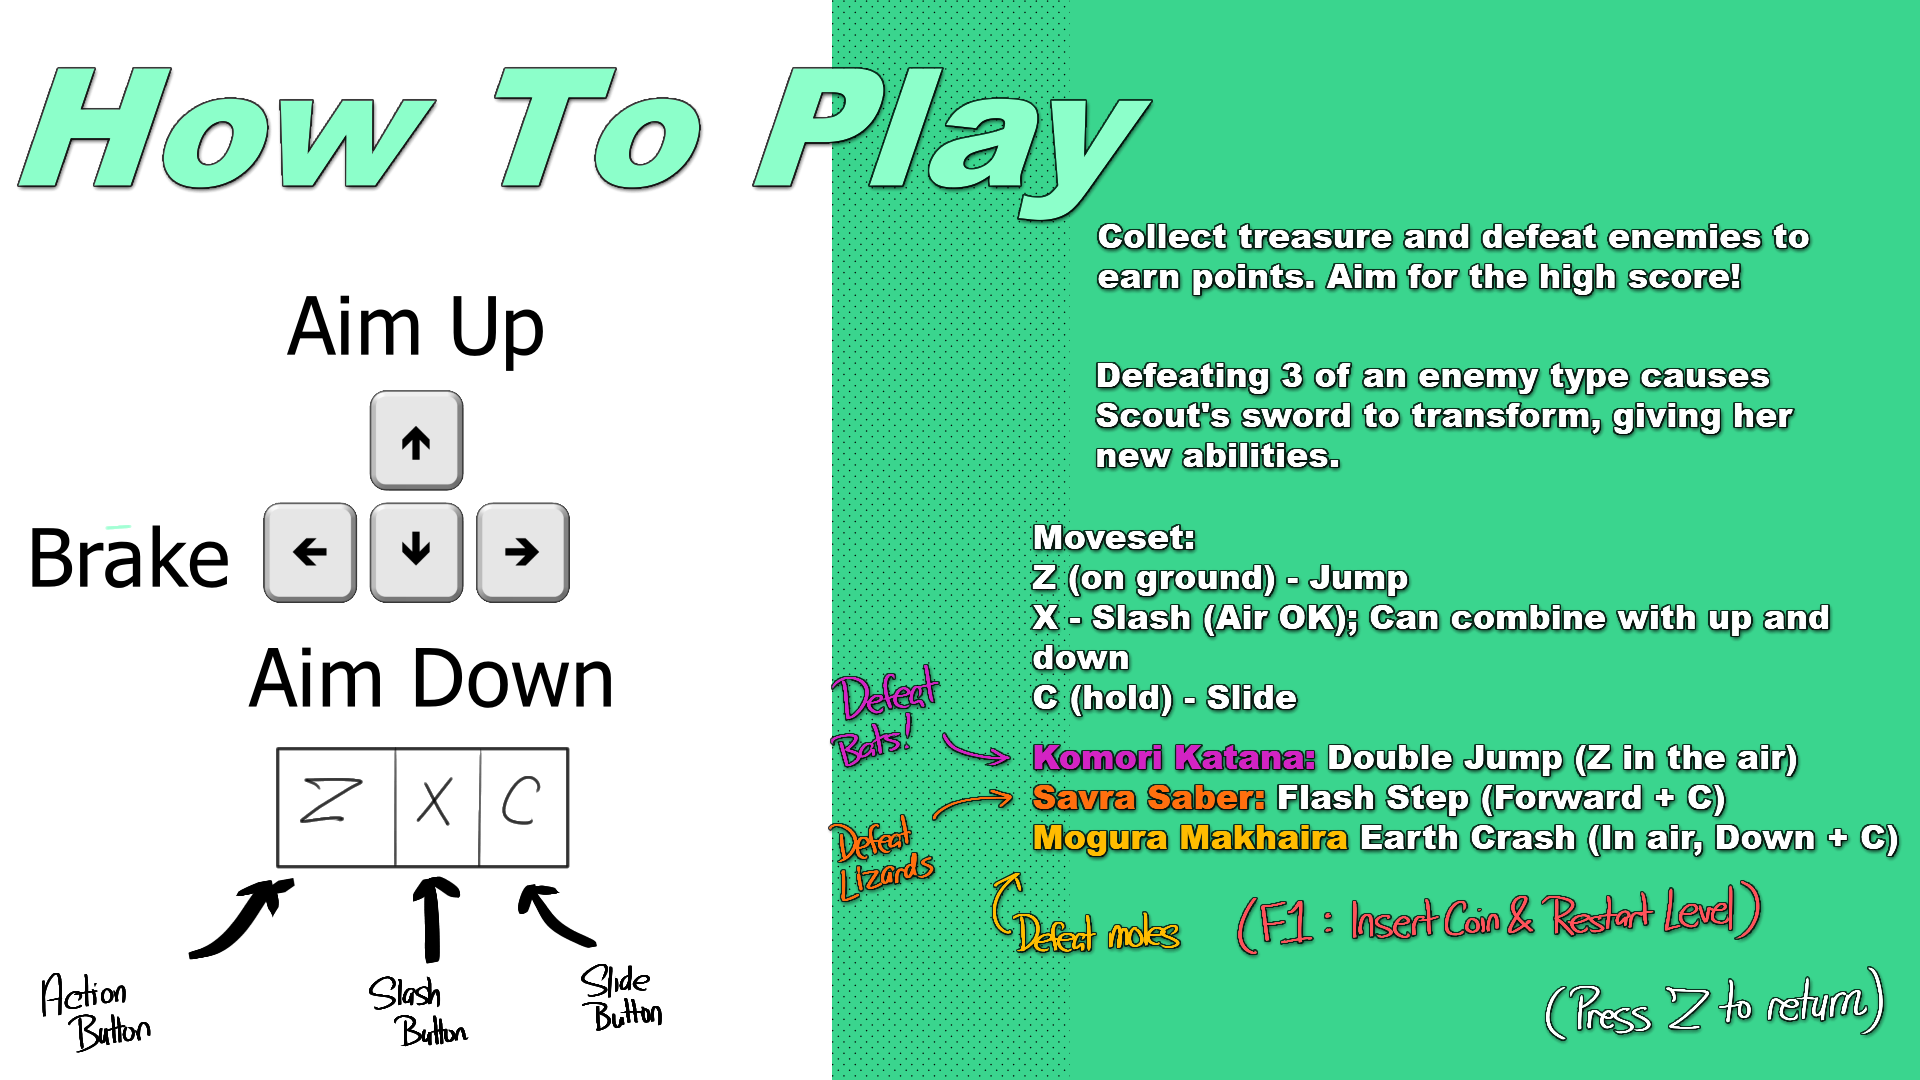 How To Play
Aim Up
Brake
Aim Down
Z X C
Action
Button
Slash
Button
Slide
Button
Collect treasure and defeat enemies to
earn points. Aim for the high score!
Defeating 3 of an enemy type causes
Scout's sword to transform, giving her
new abilities.
Moveset:
Z (on ground) - Jump
X - Slash (Air OK); Can combine with up and
down
C (hold) - Slide
Defeat
Bats!
Komori Katana: Double Jump (Z in the air)
Savra Saber: Flash Step (Forward + C)
Mogura Makhaira Earth Crash (In air, Down + C)
Defeat
Lizards
Defeat moles
(F1: Insert Coin & Restart Level)
(Press Z to return)